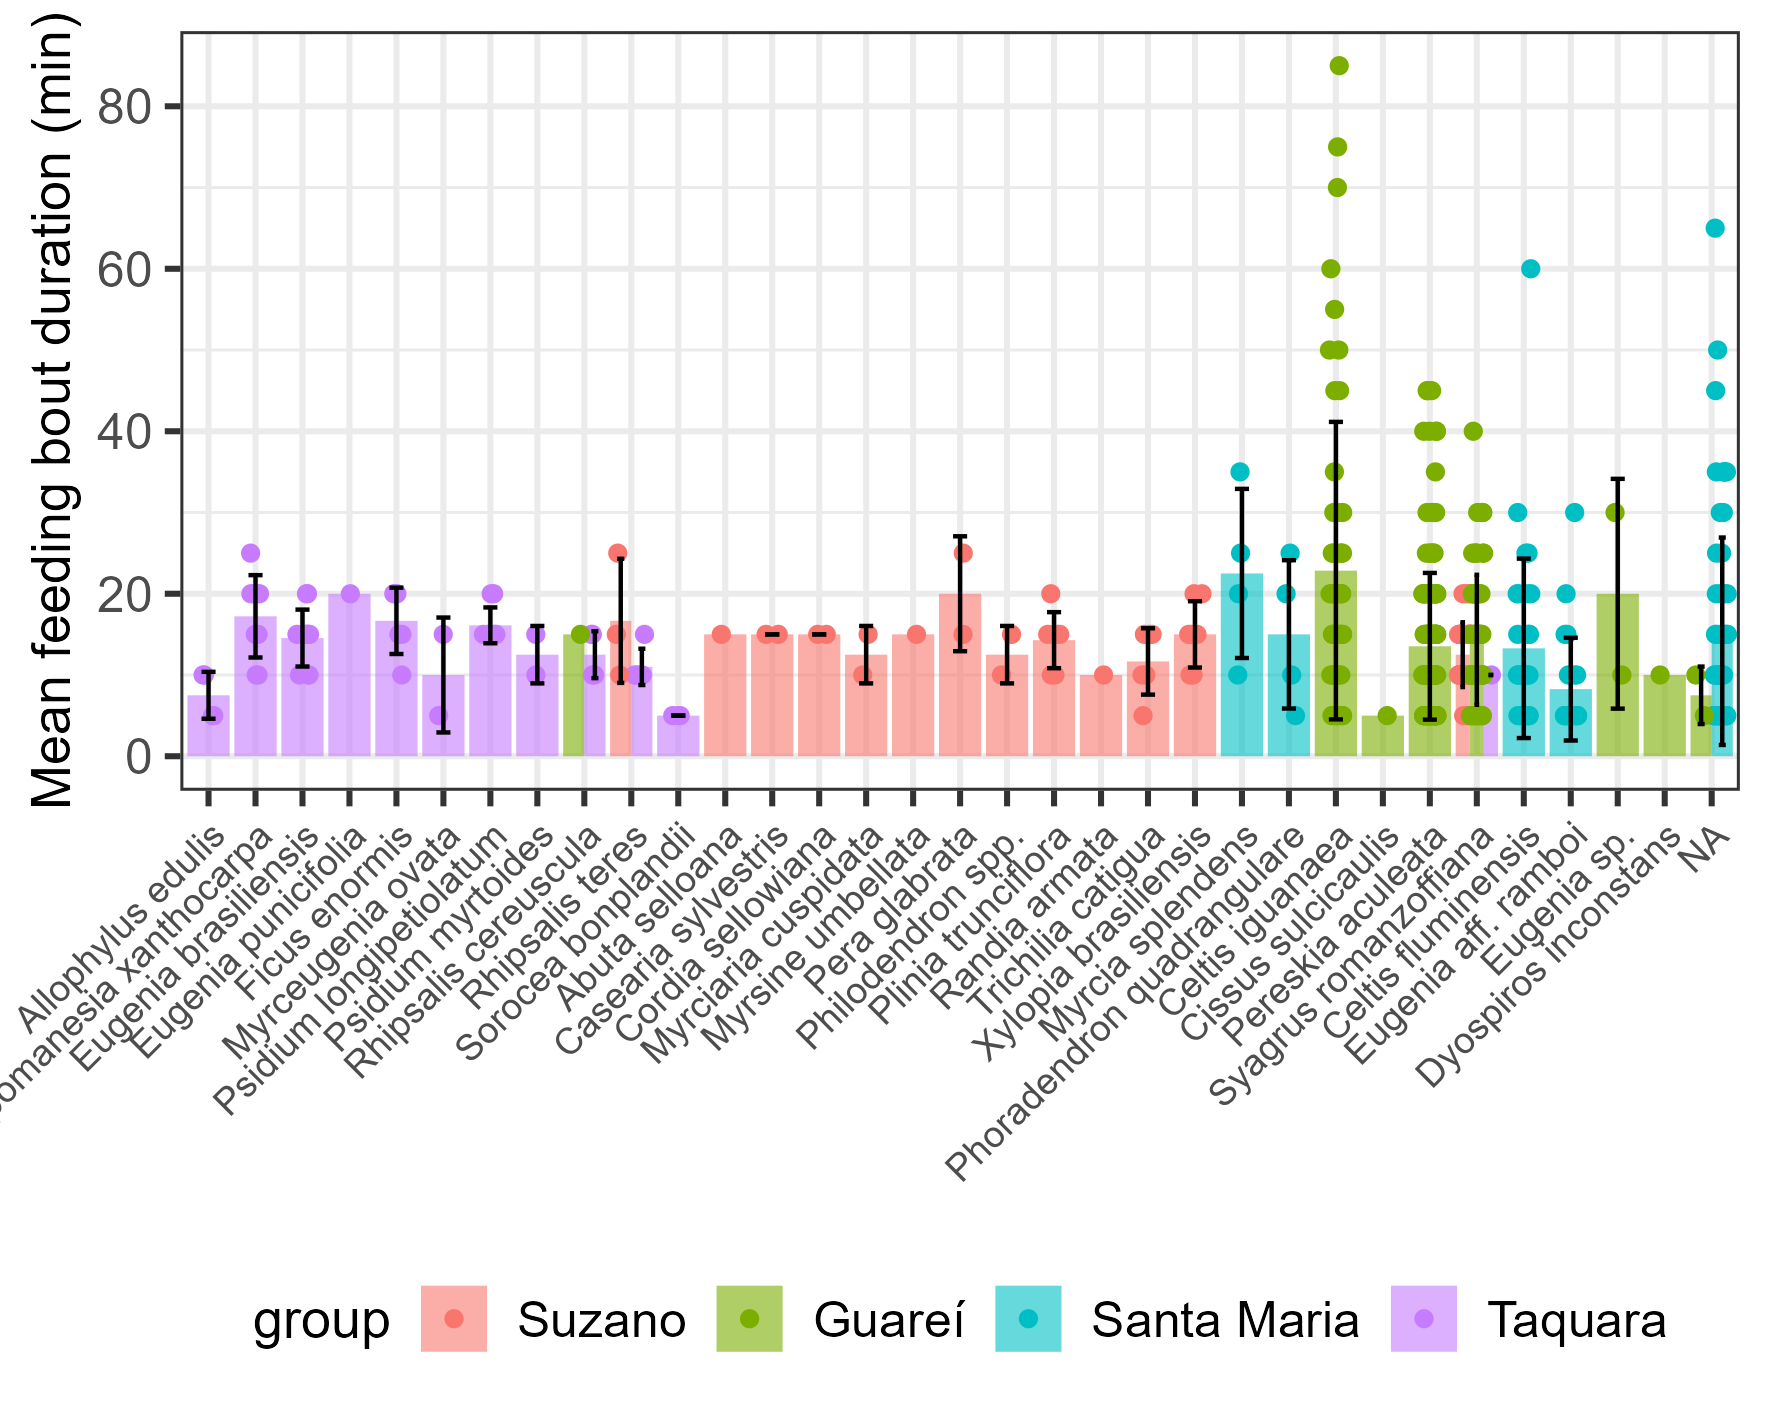 Mean feeding bout duration (min)
80
60
40
20
0
Allophylus edulis
omanesia xanthocarpa
Eugenia brasiliensis
Eugenia punicifolia
Ficus enormis
Myrceugenia ovata
Psidium longipetiolatum
Psidium myrtoides
Rhipsalis cereuscula
Rhipsalis teres
Sorocea bonplandii
Abuta selloana
Casearia sylvestris
Cordia sellowiana
Myrciaria cuspidata
Myrsine umbellata
Pera glabrata
Philodendron spp.
Plinia trunciflora
Randia armata
Trichilia catigua
Xylopia brasiliensis
Myrcia splendens
Phoradendron quadrangulare
Celtis iguanaea
Cissus sulcicaulis
Pereskia aculeata
Syagrus romanzoffiana
Celtis fluminensis
Eugenia aff. ramboi
Eugenia sp.
Dyospiros inconstans
NA
group Suzano Guareí Santa Maria Taquara